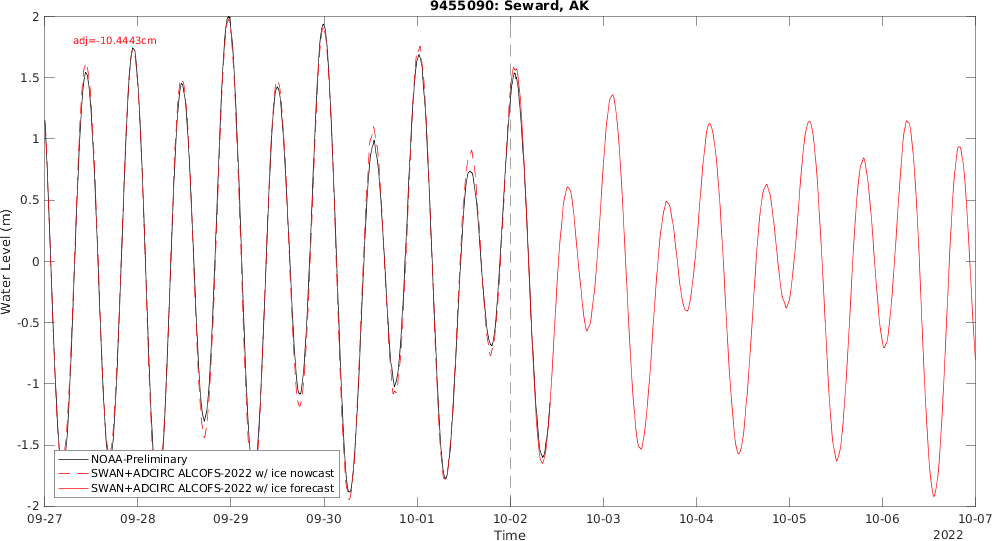 9455090: Seward, AK
adj=-10.4443cm
2
1.5
1
0.5
0
-0.5
-1
-1.5
-2
Water Level (m)
NOAA-Preliminary
SWAN+ADCIRC ALCOFS-2022 w/ ice nowcast
SWAN+ADCIRC ALCOFS-2022 w/ ice forecast
09-27 09-28 09-29 09-30 10-01 10-02 10-03 10-04 10-05 10-06 10-07
Time
2022